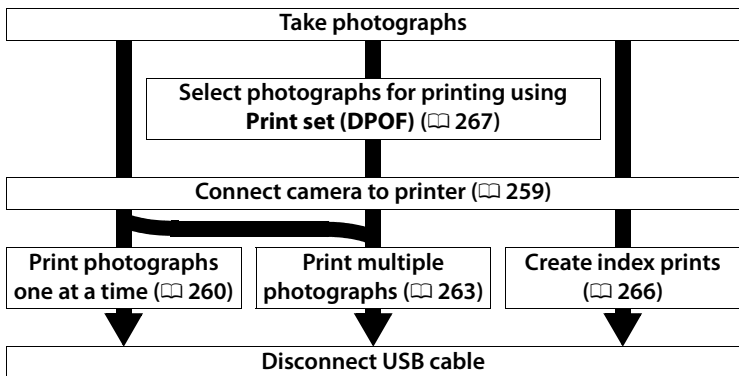 Take photographs
Select photographs for printing using
Print set (DPOF) (📖 267)
Connect camera to printer (📖 259)
Print photographs
one at a time (📖 260)
Print multiple
photographs (📖 263)
Create index prints
(📖 266)
Disconnect USB cable